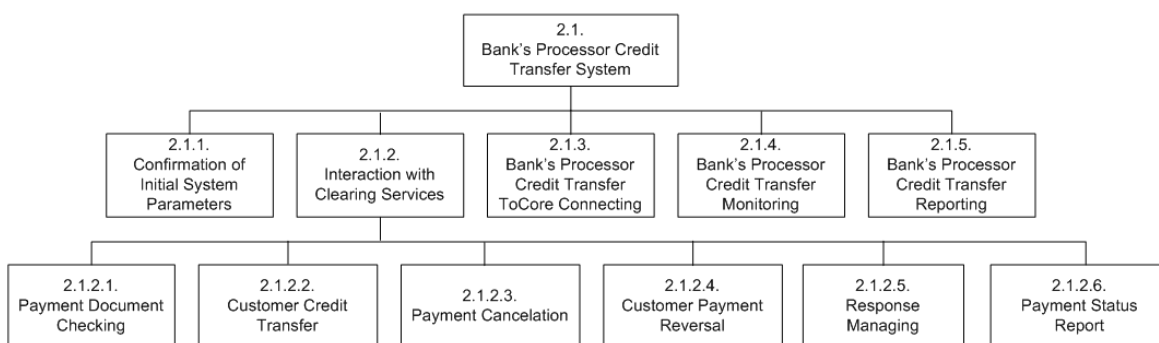 2.1.
Bank's Processor Credit
Transfer System
2.1.1.
Confirmation of
Initial System
Parameters
2.1.2.
Interaction with
Clearing Services
2.1.3.
Bank's Processor
Credit Transfer
ToCore Connecting
2.1.4.
Bank's Processor
Credit Transfer
Monitoring
2.1.5.
Bank's Processor
Credit Transfer
Reporting
2.1.2.1.
Payment Document
Checking
2.1.2.2.
Customer Credit
Transfer
2.1.2.3.
Payment Cancelation
2.1.2.4.
Customer Payment
Reversal
2.1.2.5.
Response
Managing
2.1.2.6.
Payment Status
Report